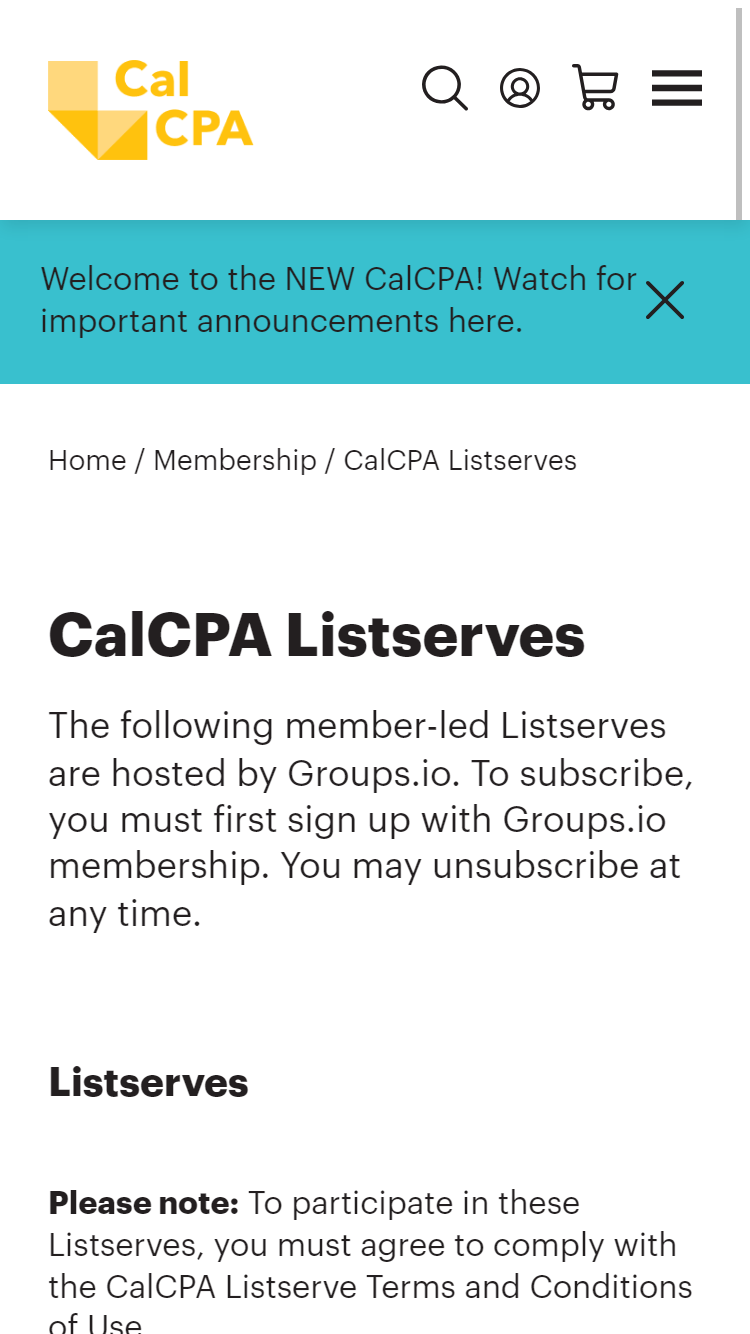 Cal
CPA
Welcome to the NEW CalCPA! Watch for
important announcements here.
Home / Membership / CalCPA Listserves
CalCPA Listserves
The following member-led Listserves
are hosted by Groups.io. To subscribe,
you must first sign up with Groups.io
membership. You may unsubscribe at
any time.
Listserves
Please note: To participate in these
Listserves, you must agree to comply with
the CalCPA Listserve Terms and Conditions
of Use